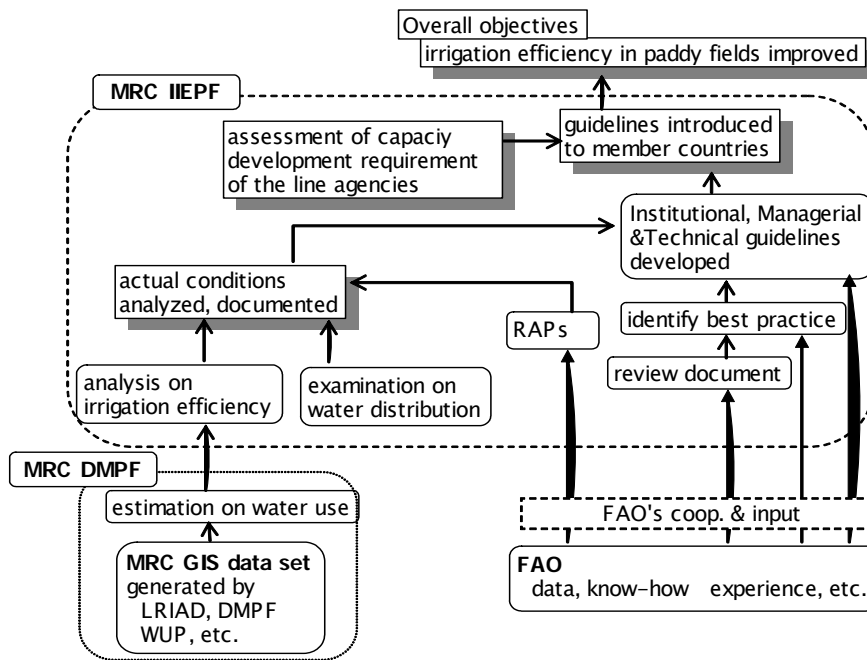 Overall objectives
irrigation efficiency in paddy fields improved
MRC IIEPF
assessment of capaciy
development requirement
of the line agencies
guidelines introduced
to member countries
Institutional, Managerial
&Technical guidelines
developed
actual conditions
analyzed, documented
RAPs
identify best practice
analysis on
irrigation efficiency
examination on
water distribution
review document
MRC DMPF
estimation on water use
FAO's coop. & input
MRC GIS data set
generated by
LRIAD, DMPF
WUP, etc.
FAO
data, know-how experience, etc.